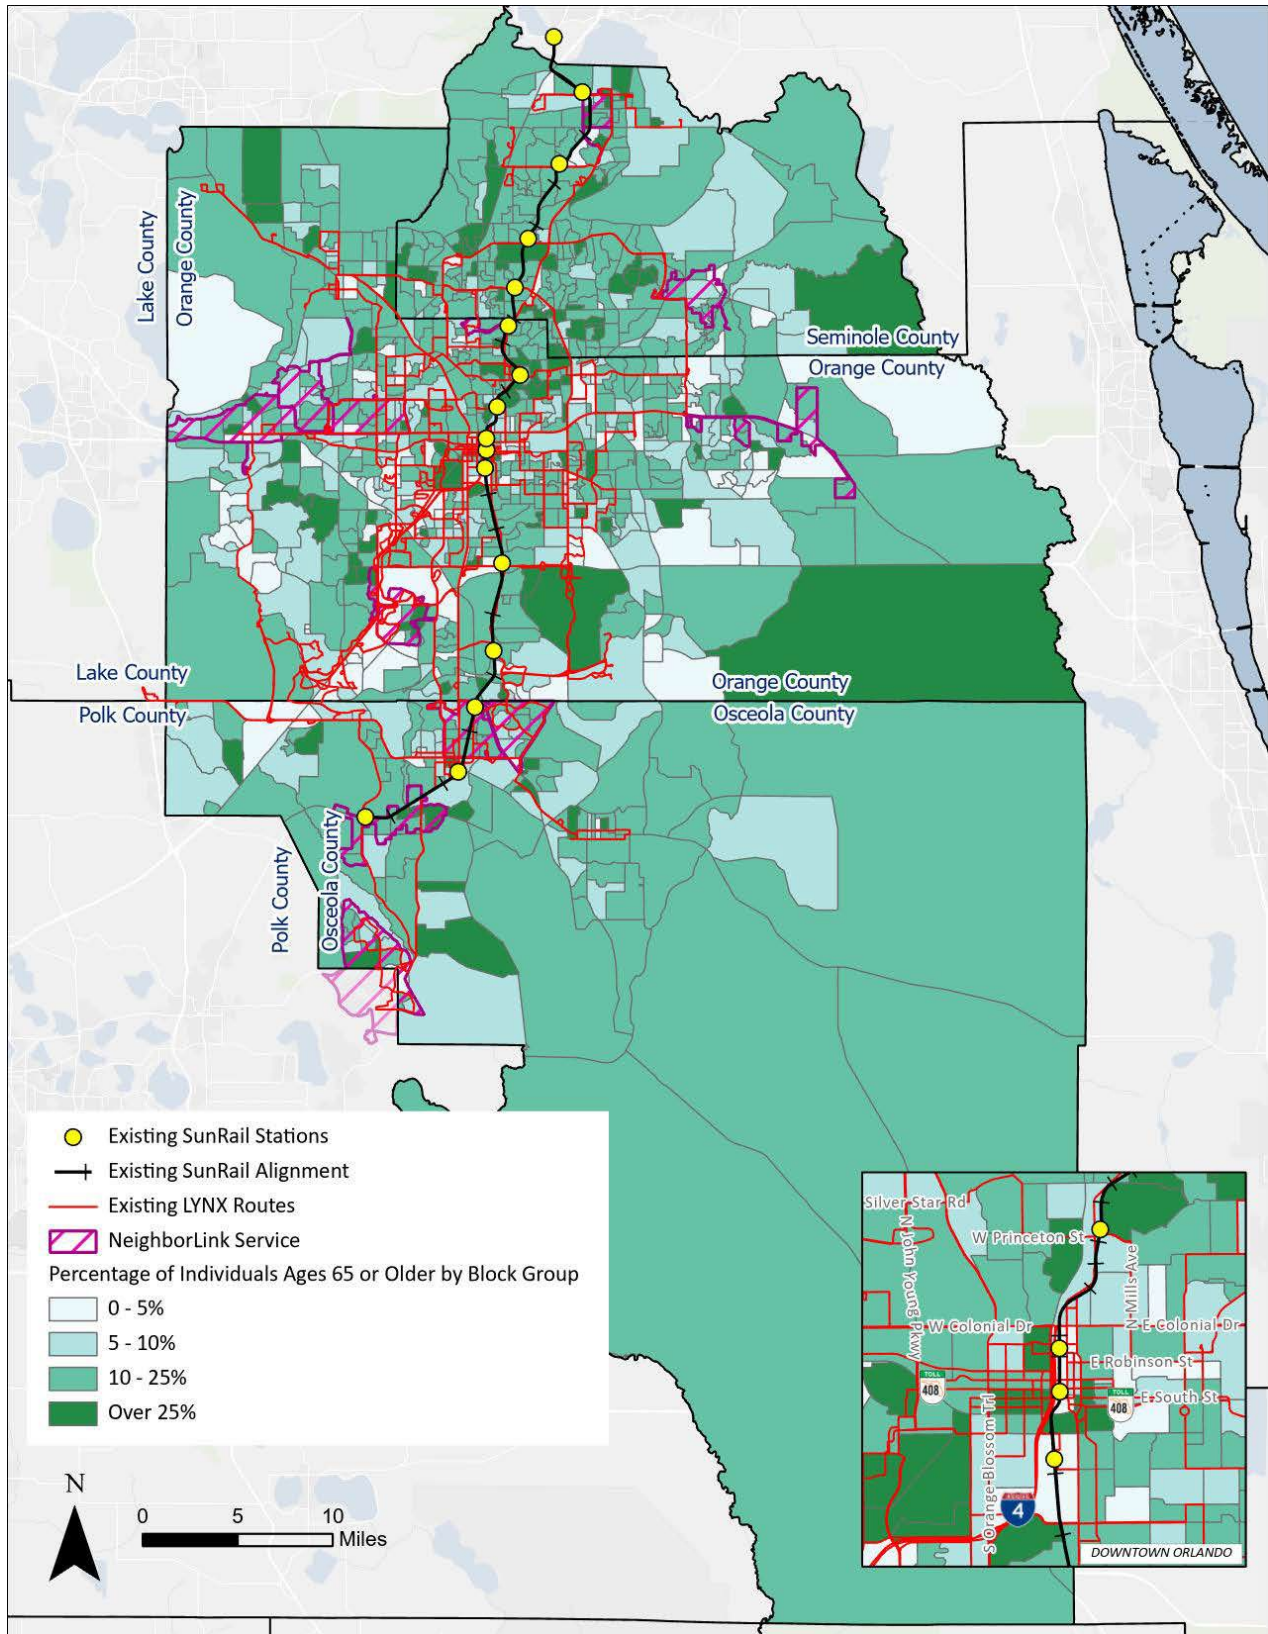 Lake County
Orange County
Seminole County
Orange County
Lake County
Polk County
Orange County
Osceola County
Polk County
Osceola County
Existing SunRail Stations
Existing SunRail Alignment
Existing LYNX Routes
NeighborLink Service
Percentage of Individuals Ages 65 or Older by Block Group
0 - 5%
5 - 10%
10 - 25%
Over 25%
N
0 5 10
Miles
Silver Star Rd
N John Young Pkwy
W Princeton St
N Mills Ave
W Colonial Dr
E Colonial Dr
E Robinson St
TOLL
408
TOLL
408
E South St
S Orange Blossom Trl
4
DOWNTOWN ORLANDO